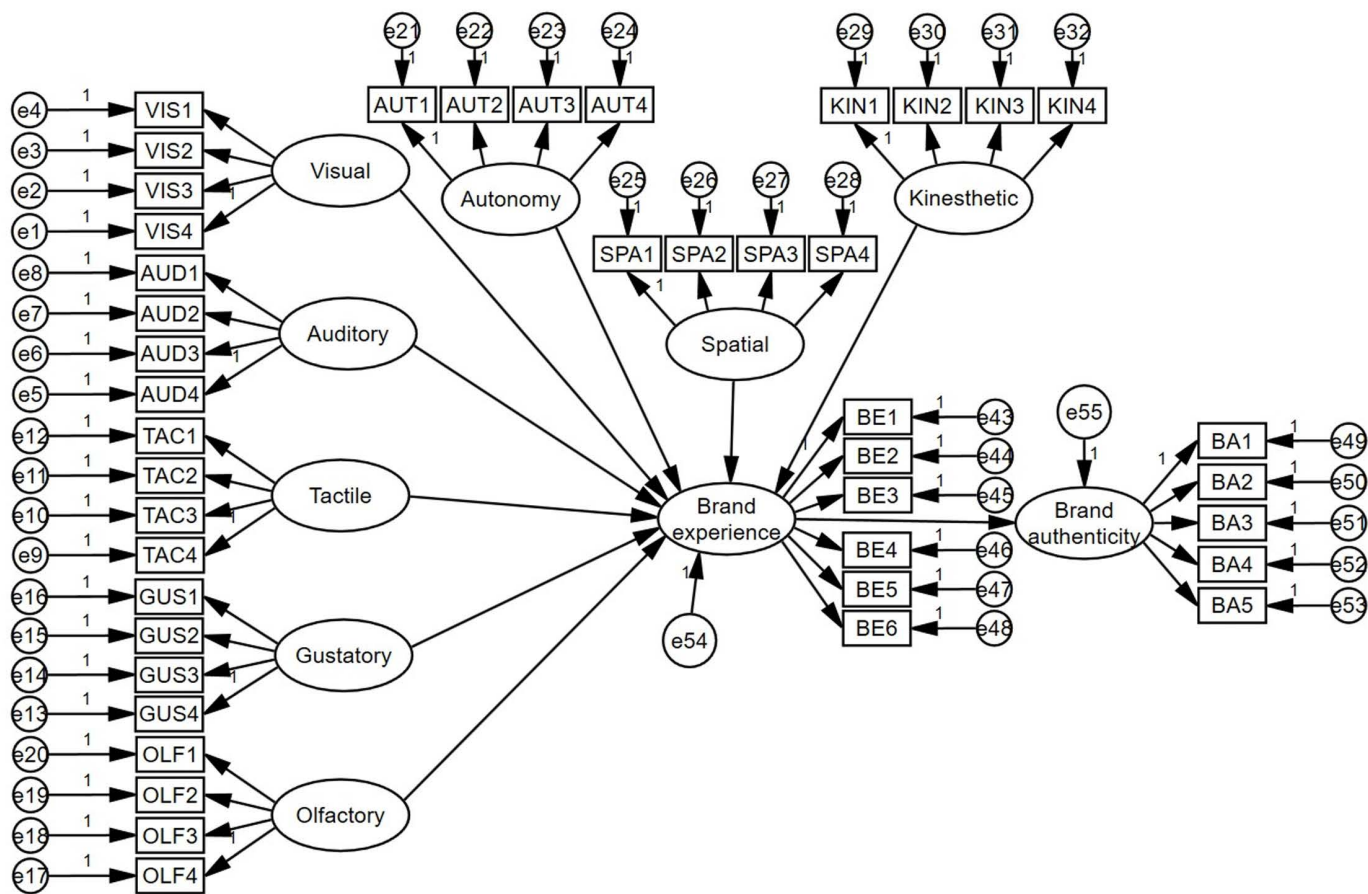 e21 e22 e23 e24
1 1 1 1
AUT1 AUT2 AUT3 AUT4
1
Autonomy
e29 e30 e31 e32
1 1 1 1
KIN1 KIN2 KIN3 KIN4
1
Kinesthetic
e25 e26 e27 e28
1 1 1 1
SPA1 SPA2 SPA3 SPA4
1
Spatial
e4 1 VIS1
e3 1 VIS2
e2 1 VIS3 1
e1 1 VIS4
Visual
e8 1 AUD1
e7 1 AUD2
e6 1 AUD3 1
e5 1 AUD4
Auditory
e12 1 TAC1
e11 1 TAC2
e10 1 TAC3 1
e9 1 TAC4
Tactile
e16 1 GUS1
e15 1 GUS2
e14 1 GUS3 1
e13 1 GUS4
Gustatory
e20 1 OLF1
e19 1 OLF2
e18 1 OLF3 1
e17 1 OLF4
Olfactory
Brand
experience
1
e54
1 BE1 1 e43
BE2 1 e44
BE3 1 e45
BE4 1 e46
BE5 1 e47
BE6 1 e48
e55
1
Brand
authenticity
1 BA1 1 e49
BA2 1 e50
BA3 1 e51
BA4 1 e52
BA5 1 e53